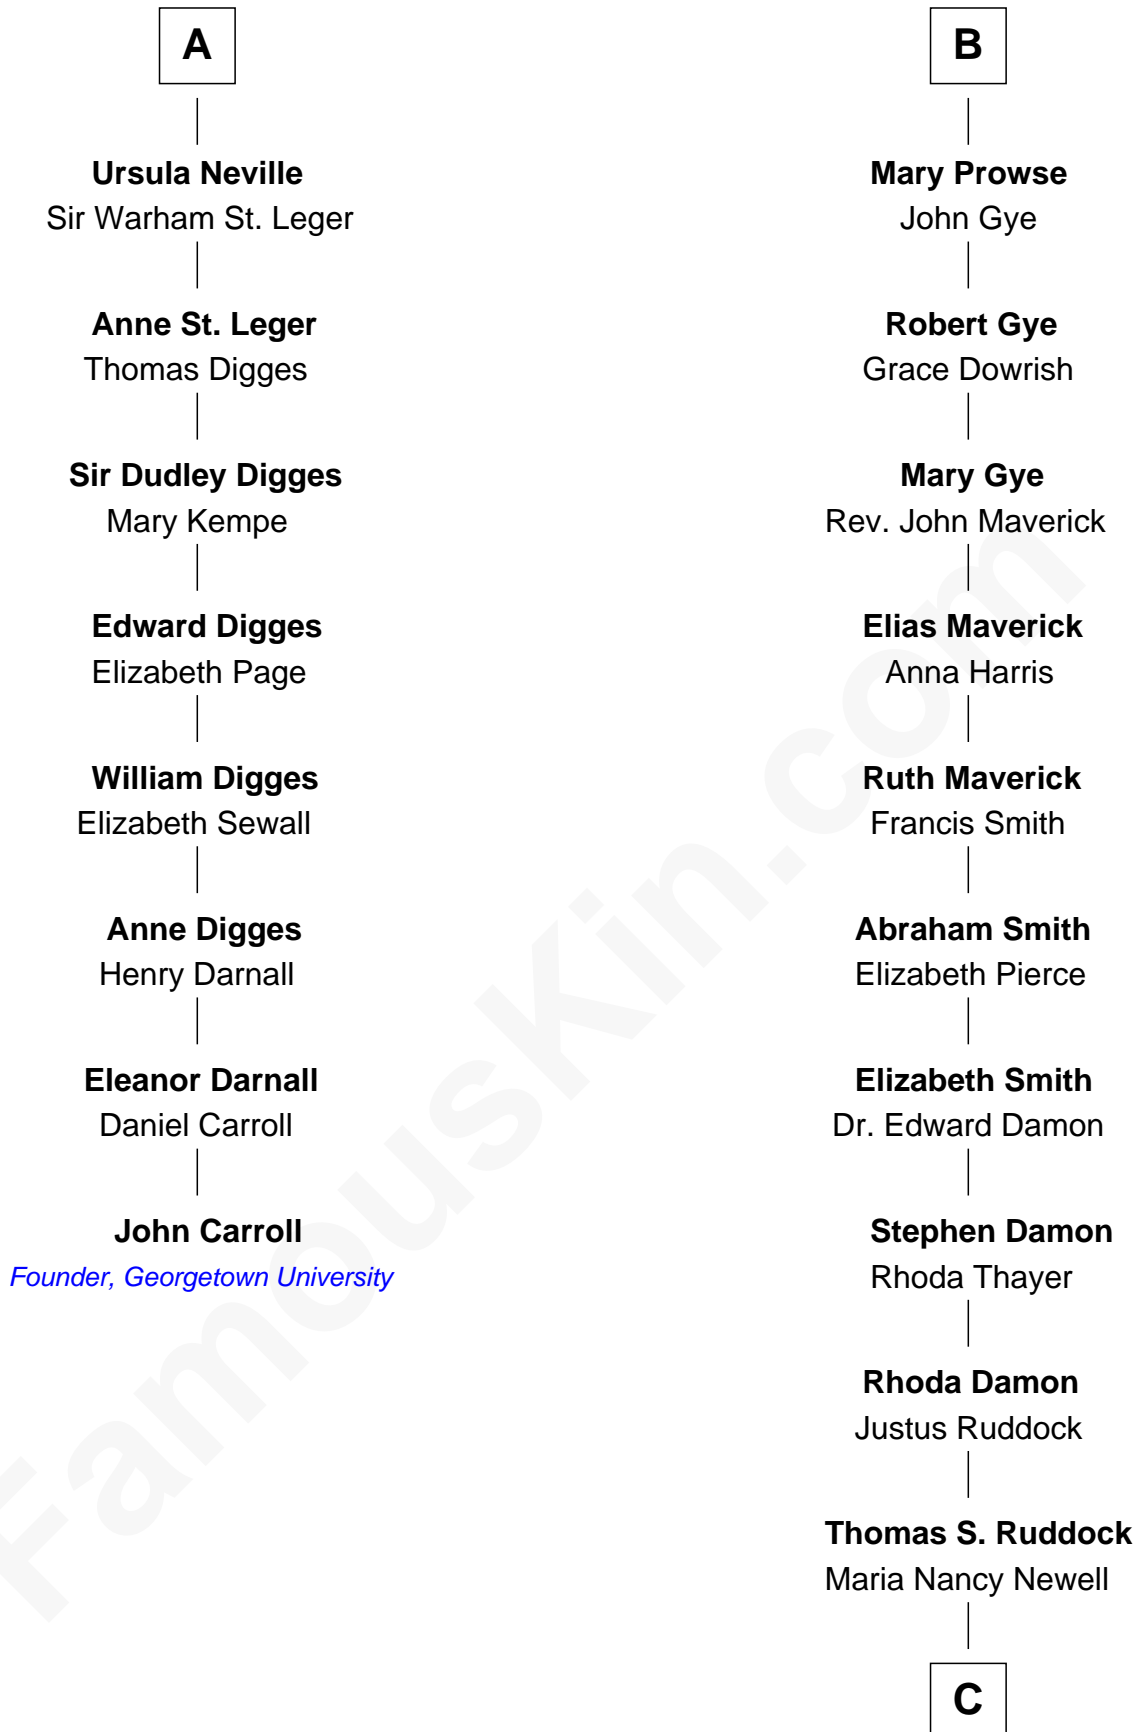 A
Ursula Neville
Sir Warham St. Leger
Anne St. Leger
Thomas Digges
Sir Dudley Digges
Mary Kempe
Edward Digges
Elizabeth Page
William Digges
Elizabeth Sewall
Anne Digges
Henry Darnall
Eleanor Darnall
Daniel Carroll
John Carroll
Founder, Georgetown University
B
Mary Prowse
John Gye
Robert Gye
Grace Dowrish
Mary Gye
Rev. John Maverick
Elias Maverick
Anna Harris
Ruth Maverick
Francis Smith
Abraham Smith
Elizabeth Pierce
Elizabeth Smith
Dr. Edward Damon
Stephen Damon
Rhoda Thayer
Rhoda Damon
Justus Ruddock
Thomas S. Ruddock
Maria Nancy Newell
C
FamousKin.com